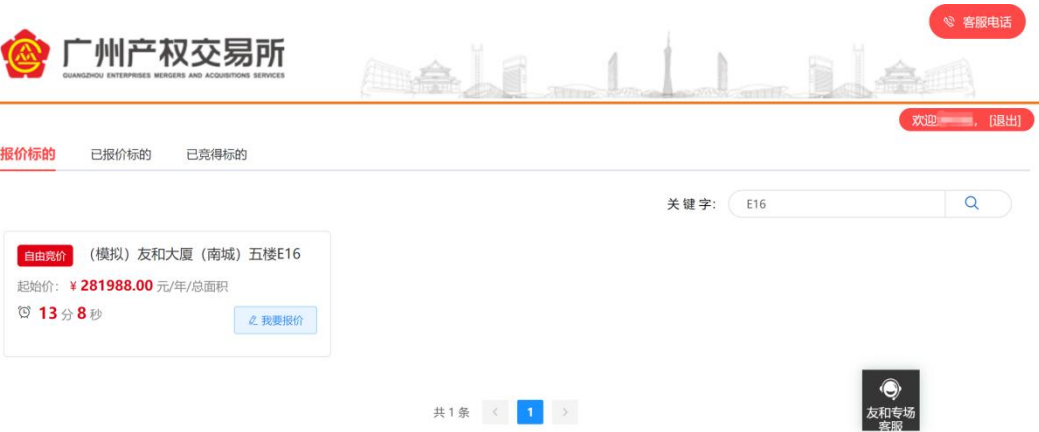 客服电话
广州产权交易所
GUANGZHOU ENTERPRISES MERGERS AND ACQUISITIONS SERVICES
欢迎 ，[退出]
报价标的 已报价标的 已竞得标的
关 键 字: E16
自由竞价 （模拟）友和大厦（南城）五楼E16
起始价: ¥ 281988.00 元/年/总面积
13 分 8 秒 我要报价
共 1 条 < 1 >
友和专场
客服